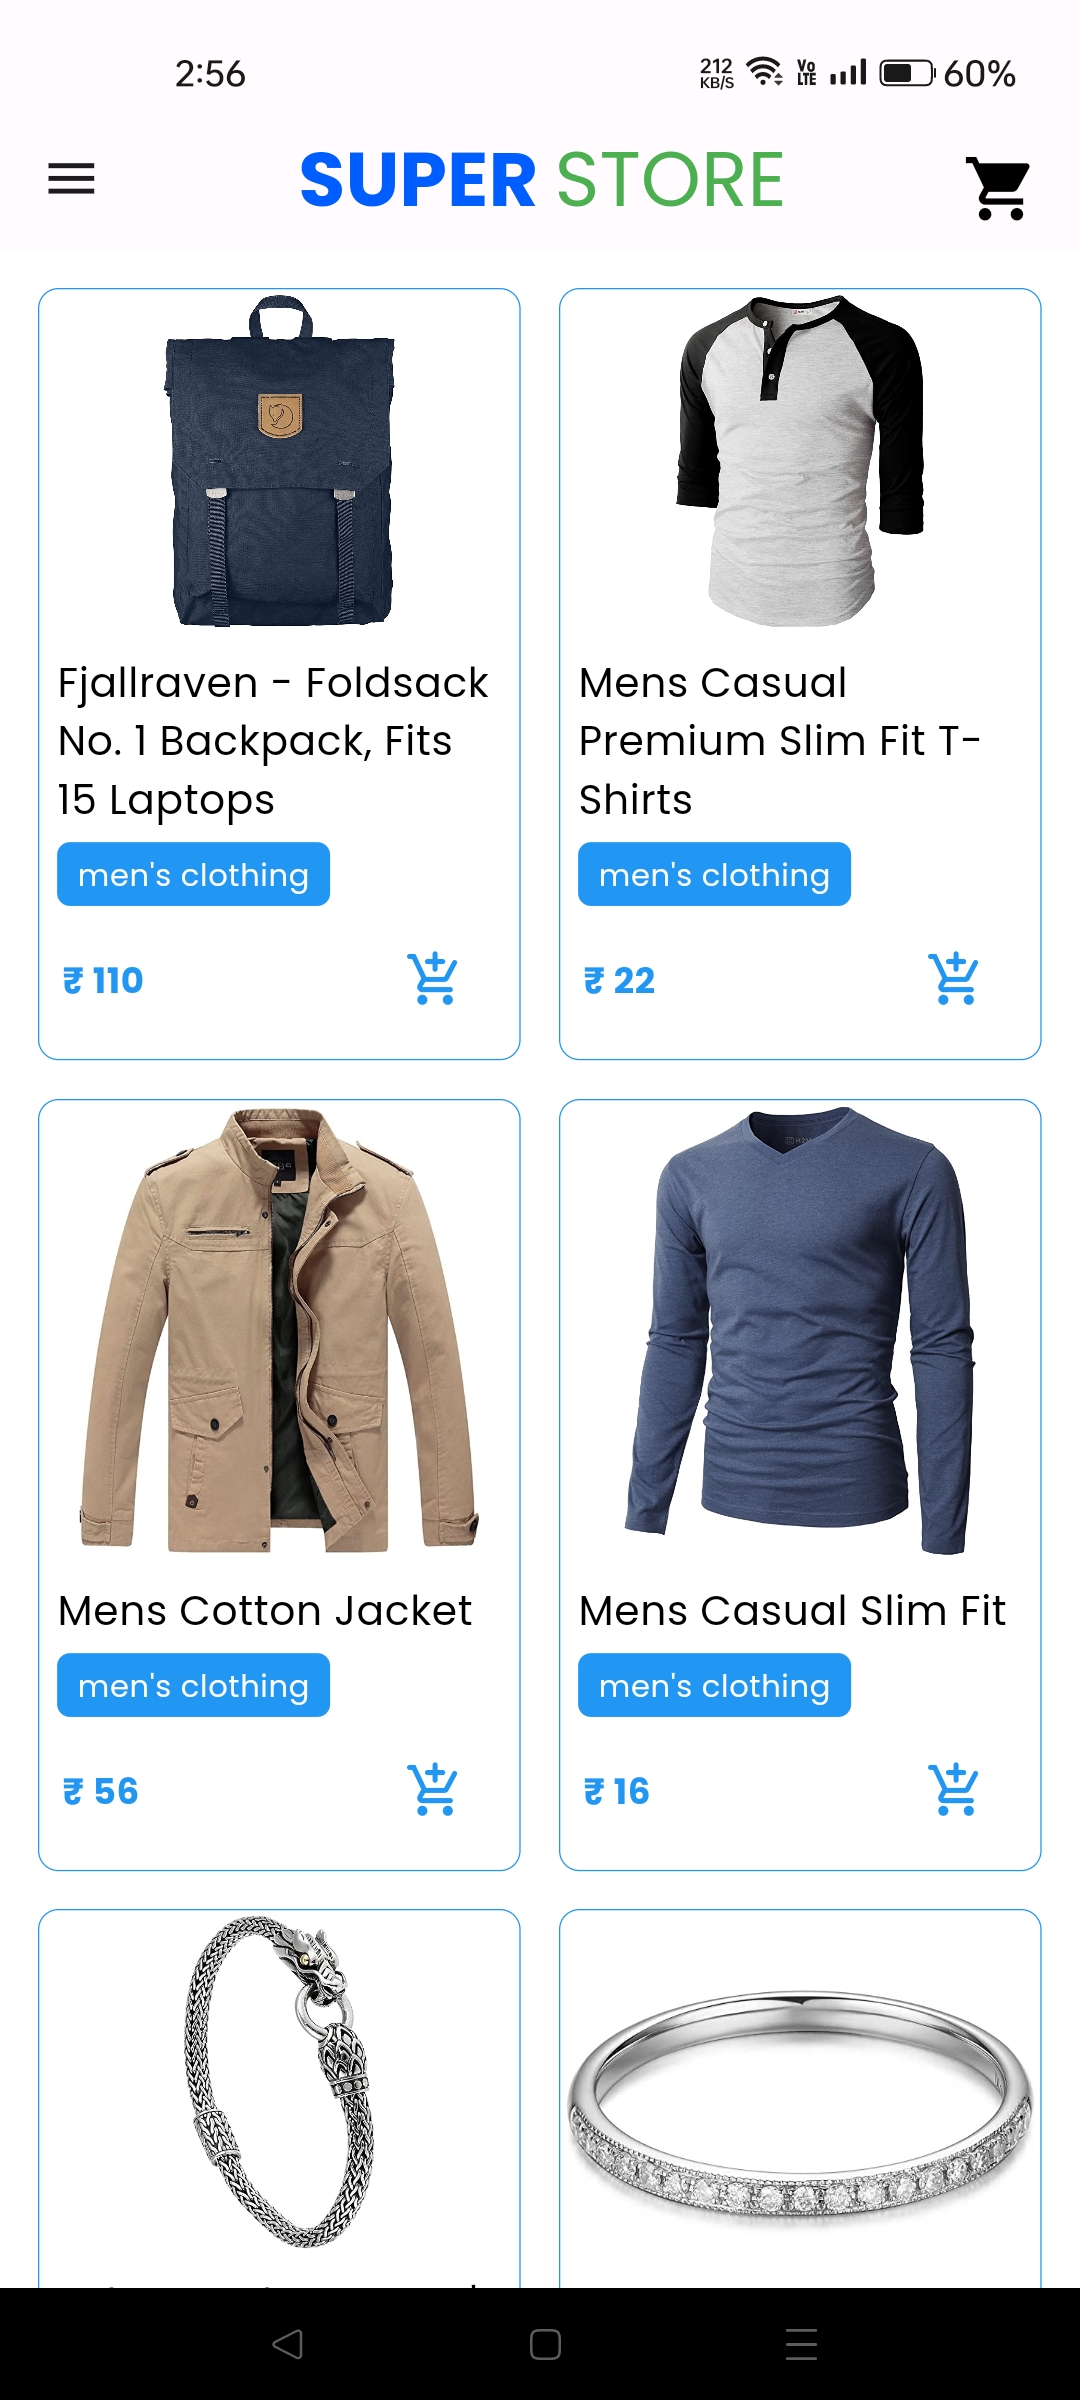 2:56
212 KB/S Vo LTE 60%
SUPER STORE
Fjallraven - Foldsack
No. 1 Backpack, Fits
15 Laptops
men's clothing
₹ 110
Mens Casual
Premium Slim Fit T-
Shirts
men's clothing
₹ 22
Mens Cotton Jacket
men's clothing
₹ 56
Mens Casual Slim Fit
men's clothing
₹ 16